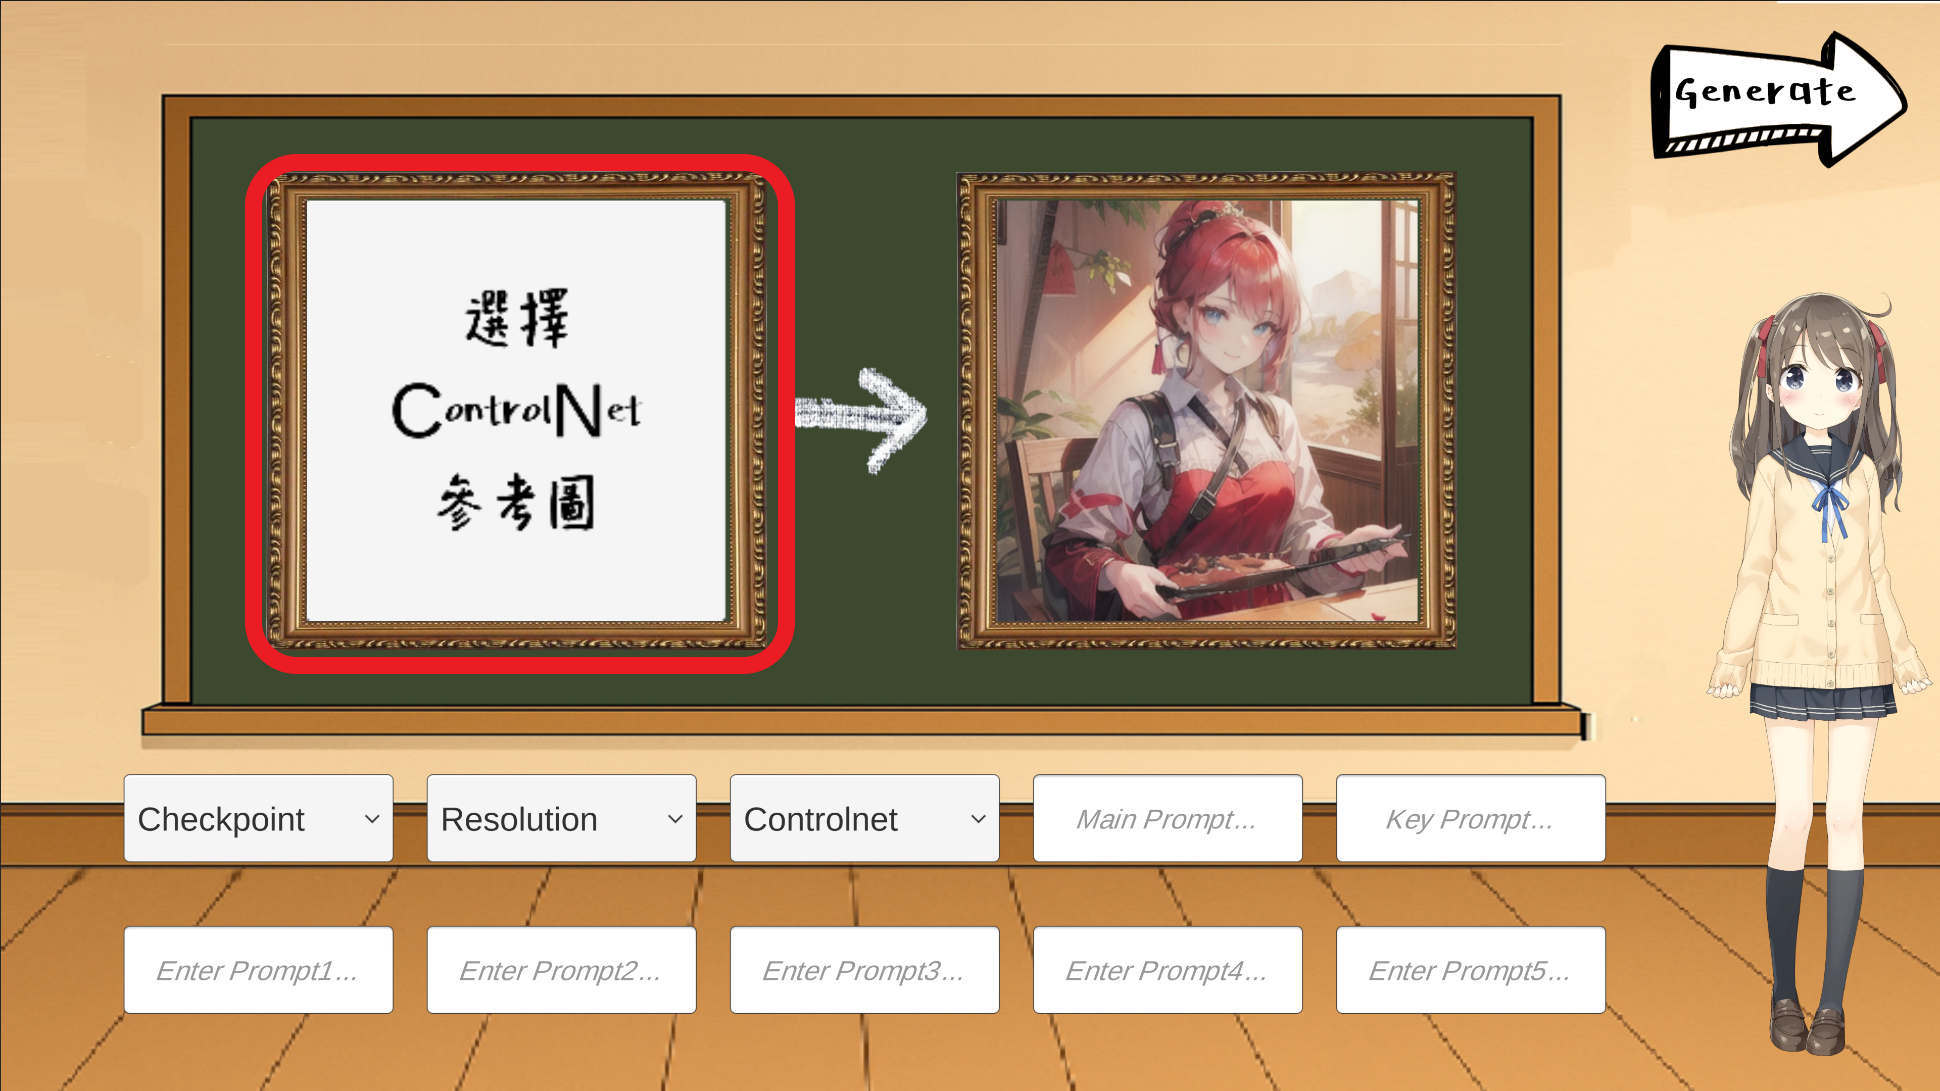 Generate
選擇
ControlNet
參考圖
Checkpoint
Resolution
Controlnet
Main Prompt...
Key Prompt...
Enter Prompt1...
Enter Prompt2...
Enter Prompt3...
Enter Prompt4...
Enter Prompt5...